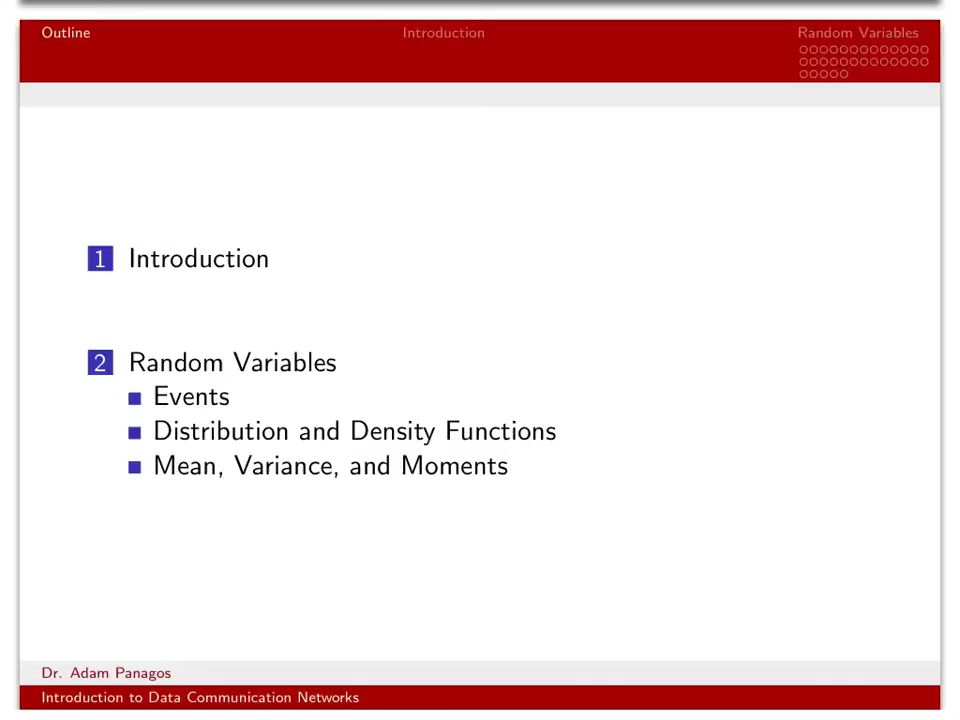 Outline
Introduction
Random Variables
1 Introduction
2 Random Variables
Events
Distribution and Density Functions
Mean, Variance, and Moments
Dr. Adam Panagos
Introduction to Data Communication Networks